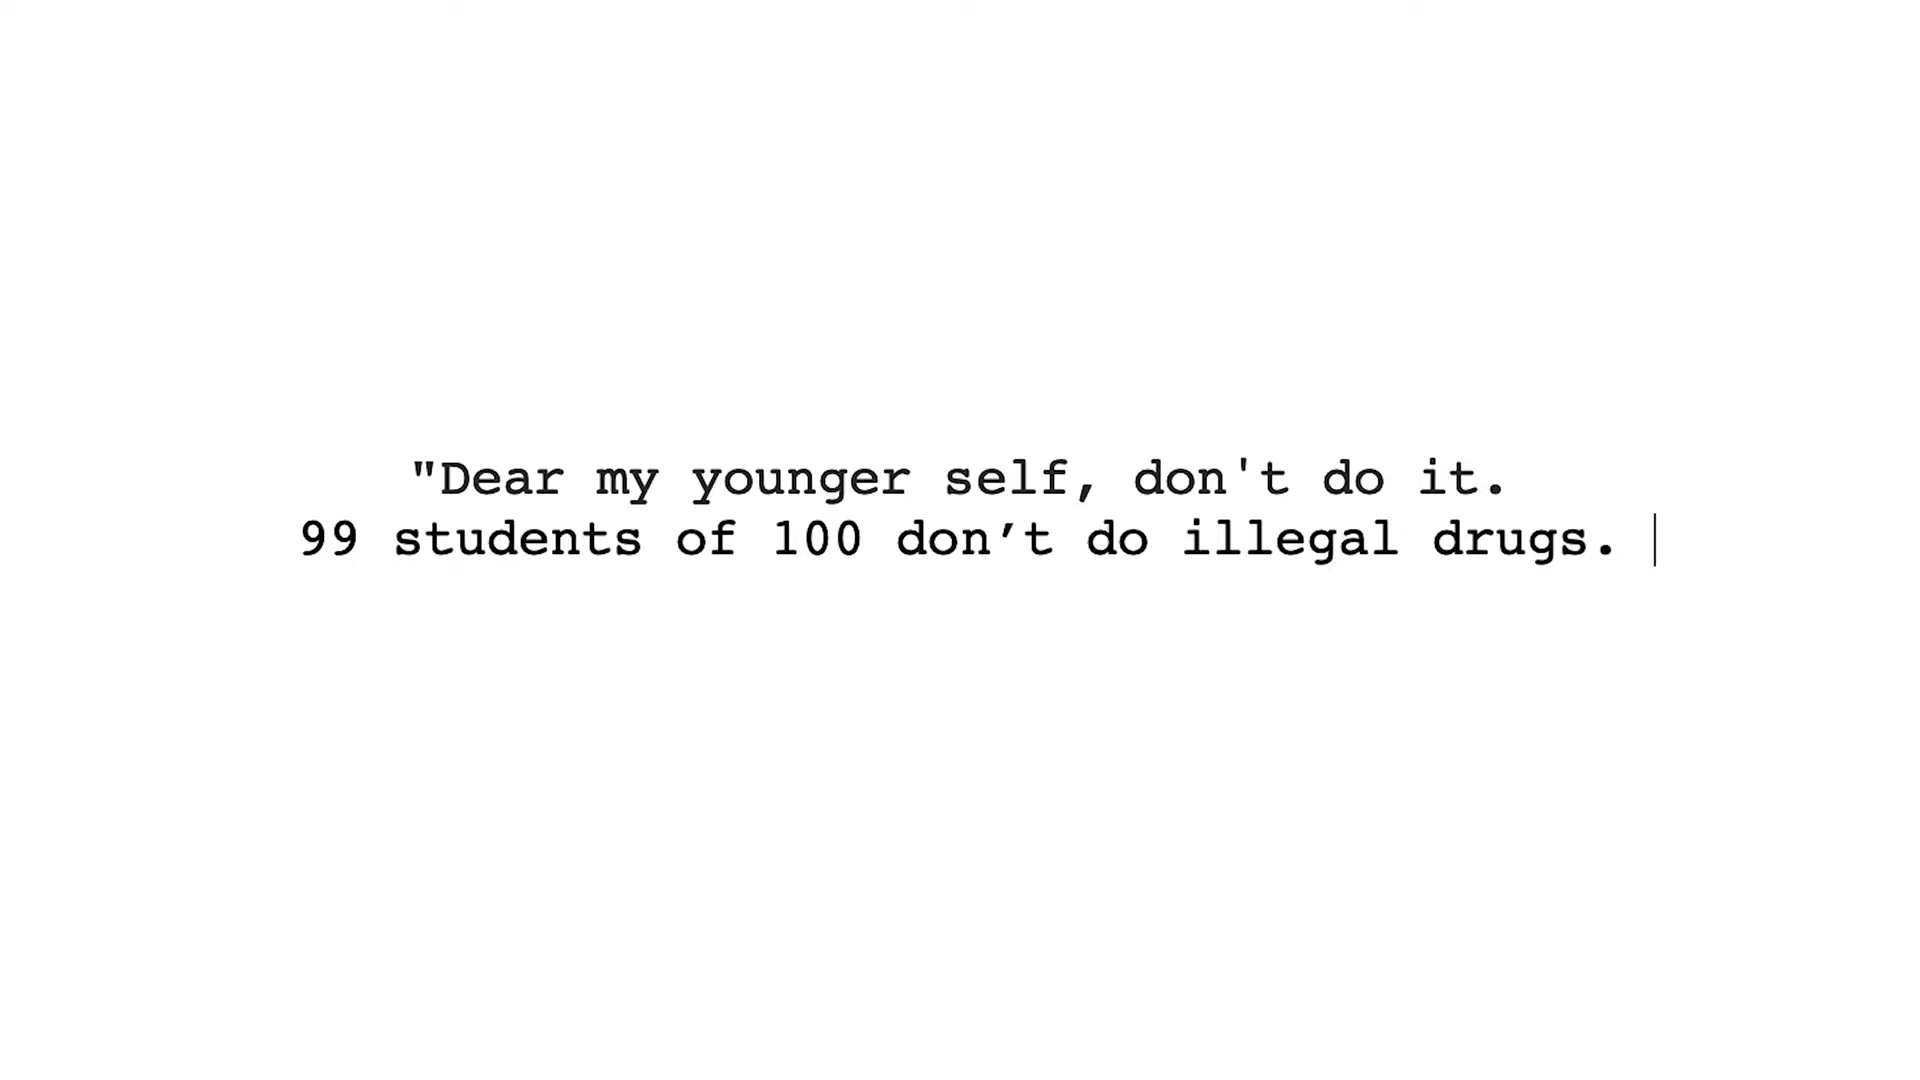 "Dear my younger self, don't do it.
99 students of 100 don’t do illegal drugs.